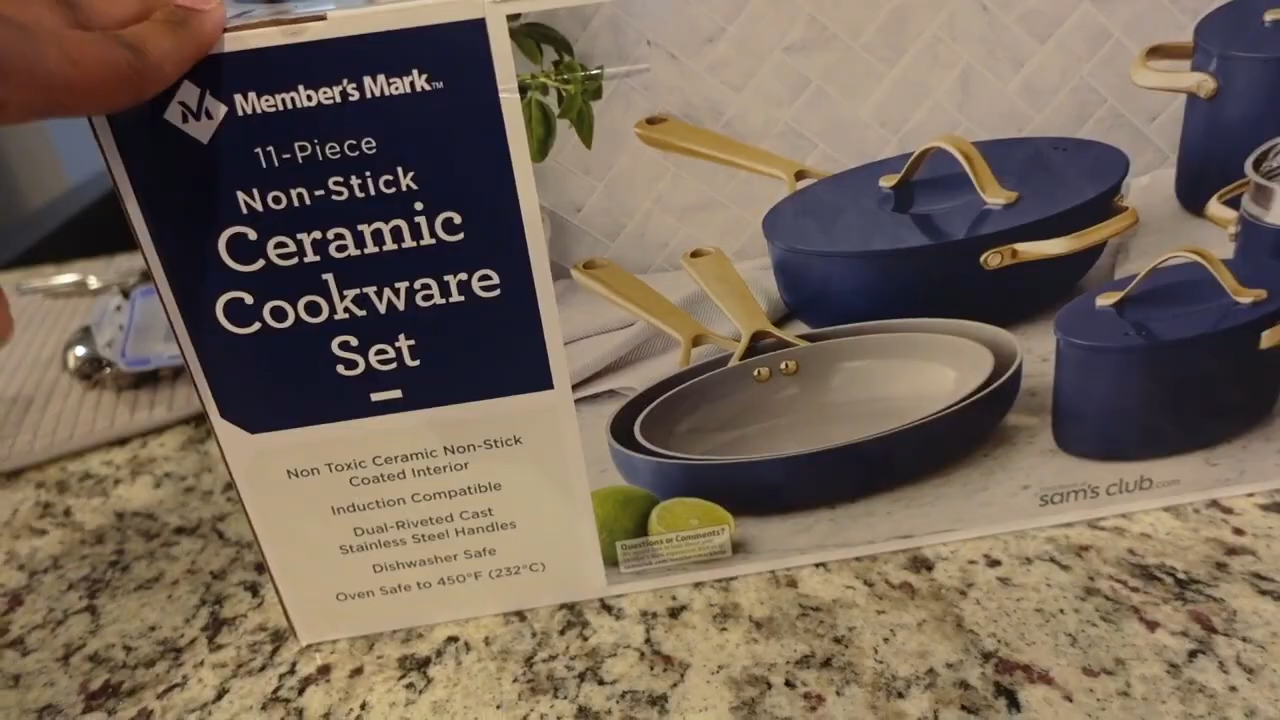 Member's Mark™
11-Piece
Non-Stick
Ceramic
Cookware
Set
Non Toxic Ceramic Non-Stick
Coated Interior
Induction Compatible
Dual-Riveted Cast
Stainless Steel Handles
Dishwasher Safe
Oven Safe to 450°F (232°C)
sam's club.com
Questions or Comments?